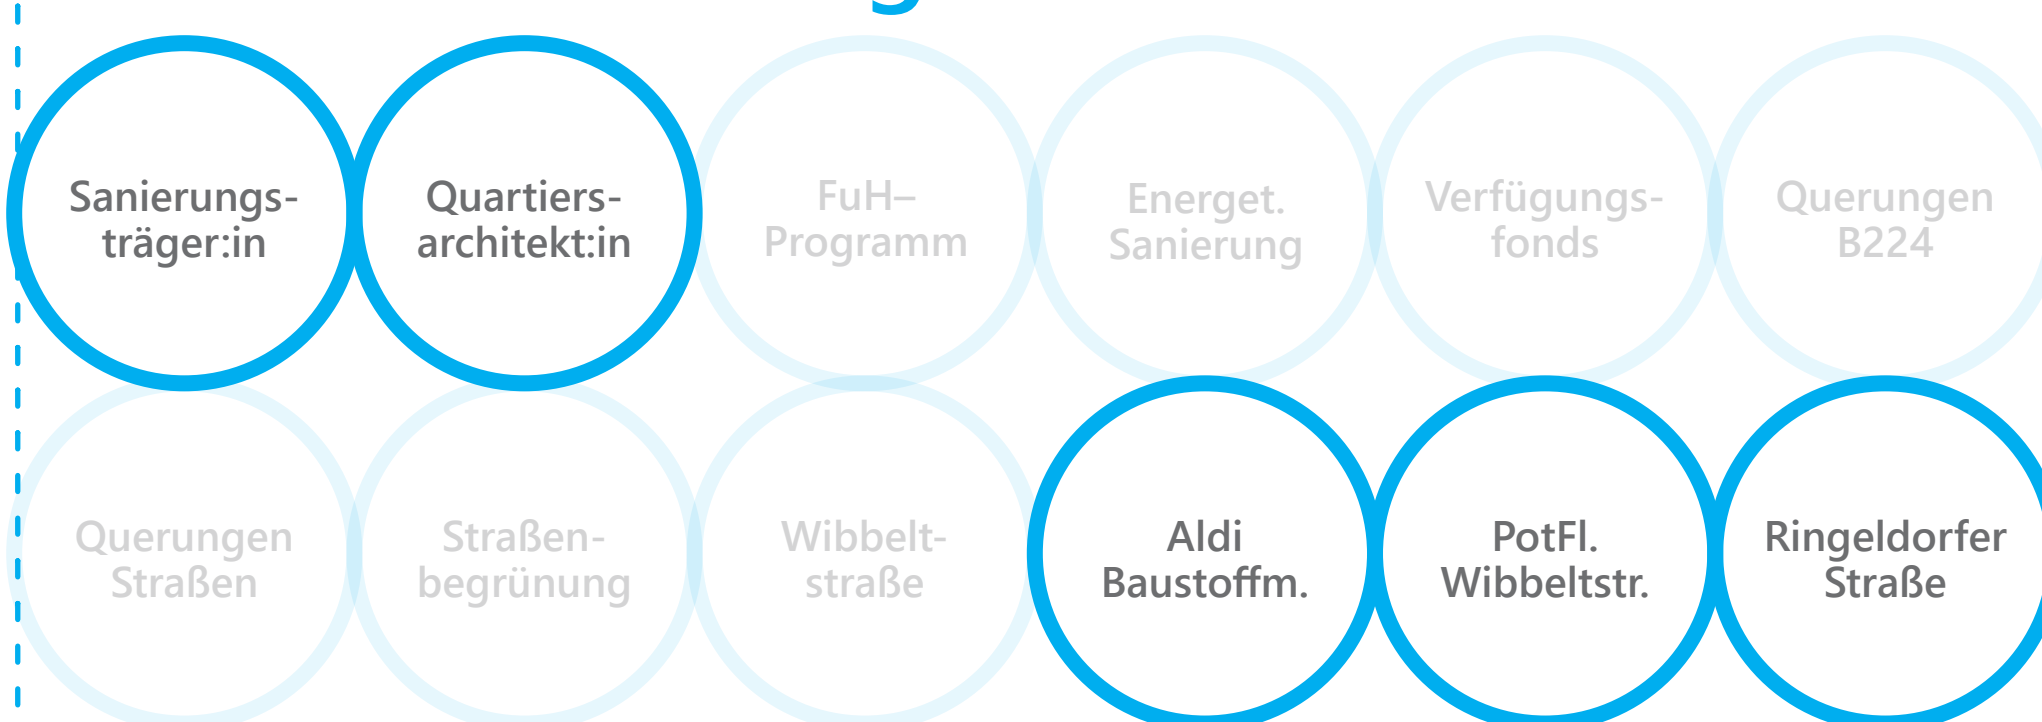 Sanierungs-
träger:in
Quartiers-
architekt:in
FuH–
Programm
Energet.
Sanierung
Verfügungs-
fonds
Querungen
B224
Querungen
Straßen
Straßen-
begrünung
Wibbelt-
straße
Aldi
Baustoffm.
PotFl.
Wibbeltstr.
Ringeldorfer
Straße